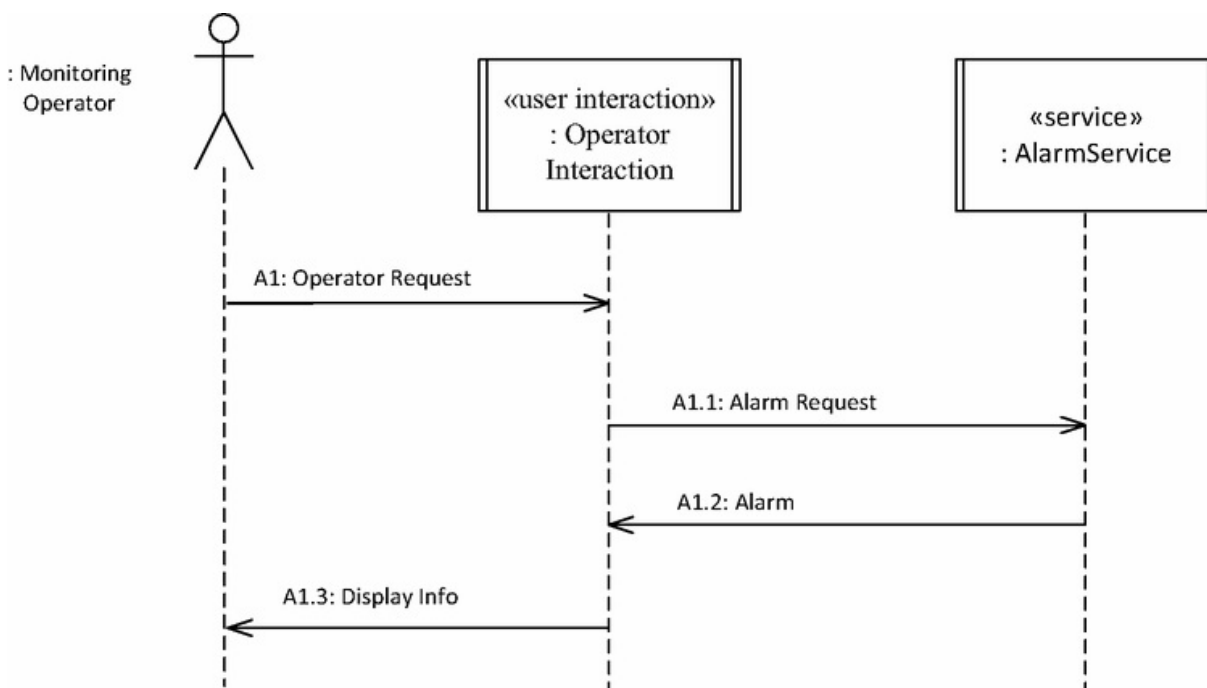 : Monitoring
Operator
«user interaction»
: Operator
Interaction
«service»
: AlarmService
A1: Operator Request
A1.1: Alarm Request
A1.2: Alarm
A1.3: Display Info